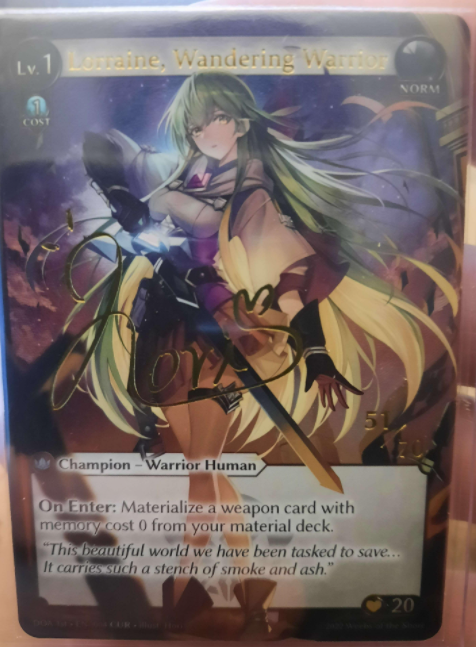 Lv. 1 Lorraine, Wandering Warrior
NORM
1
COST
51
Champion – Warrior Human
On Enter: Materialize a weapon card with
memory cost 0 from your material deck.
"This beautiful world we have been tasked to save...
It carries such a stench of smoke and ash."
20